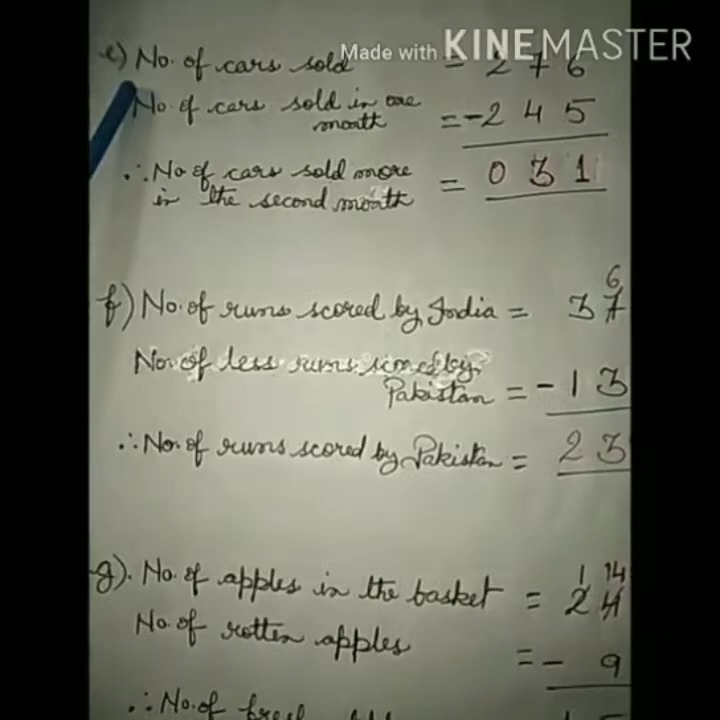 Made with KINEMASTER
e) No. of cars sold = 2 7 6
No. of cars sold in one
month = - 2 4 5
∴ No of cars sold more
in the second month = 0 3 1
6
f) No. of runs scored by India = 3 7
No. of less runs scored by
Pakistan = - 1 3
∴ No. of runs scored by Pakistan = 2 3
1 14
g). No. of apples in the basket = 2 4
No. of rotten apples = - 9
∴ No. of fresh